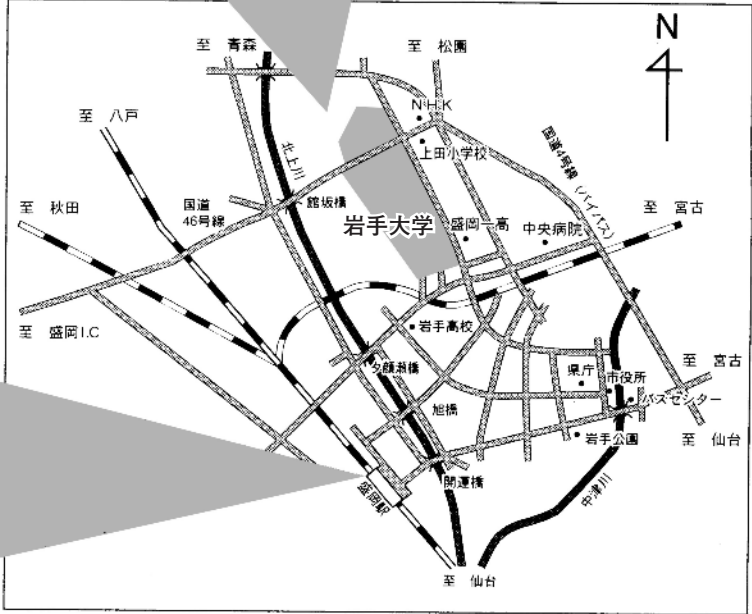 N
至 青森
至 松園
NHK
至 八戸
上田小学校
国道4号線 (バイパス)
北上川
至 秋田
国道
46号線
館坂橋
岩手大学
盛岡一高
中央病院
至 宮古
至 盛岡I.C
岩手高校
夕顔瀬橋
県庁
市役所
至 宮古
バスセンター
旭橋
岩手公園
至 仙台
開運橋
盛岡駅
中津川
至 仙台